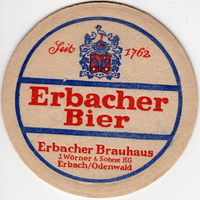 Seit 1762
Erbacher
Bier
Erbacher Brauhaus
J. Wörner & Söhne KG
Erbach/Odenwald